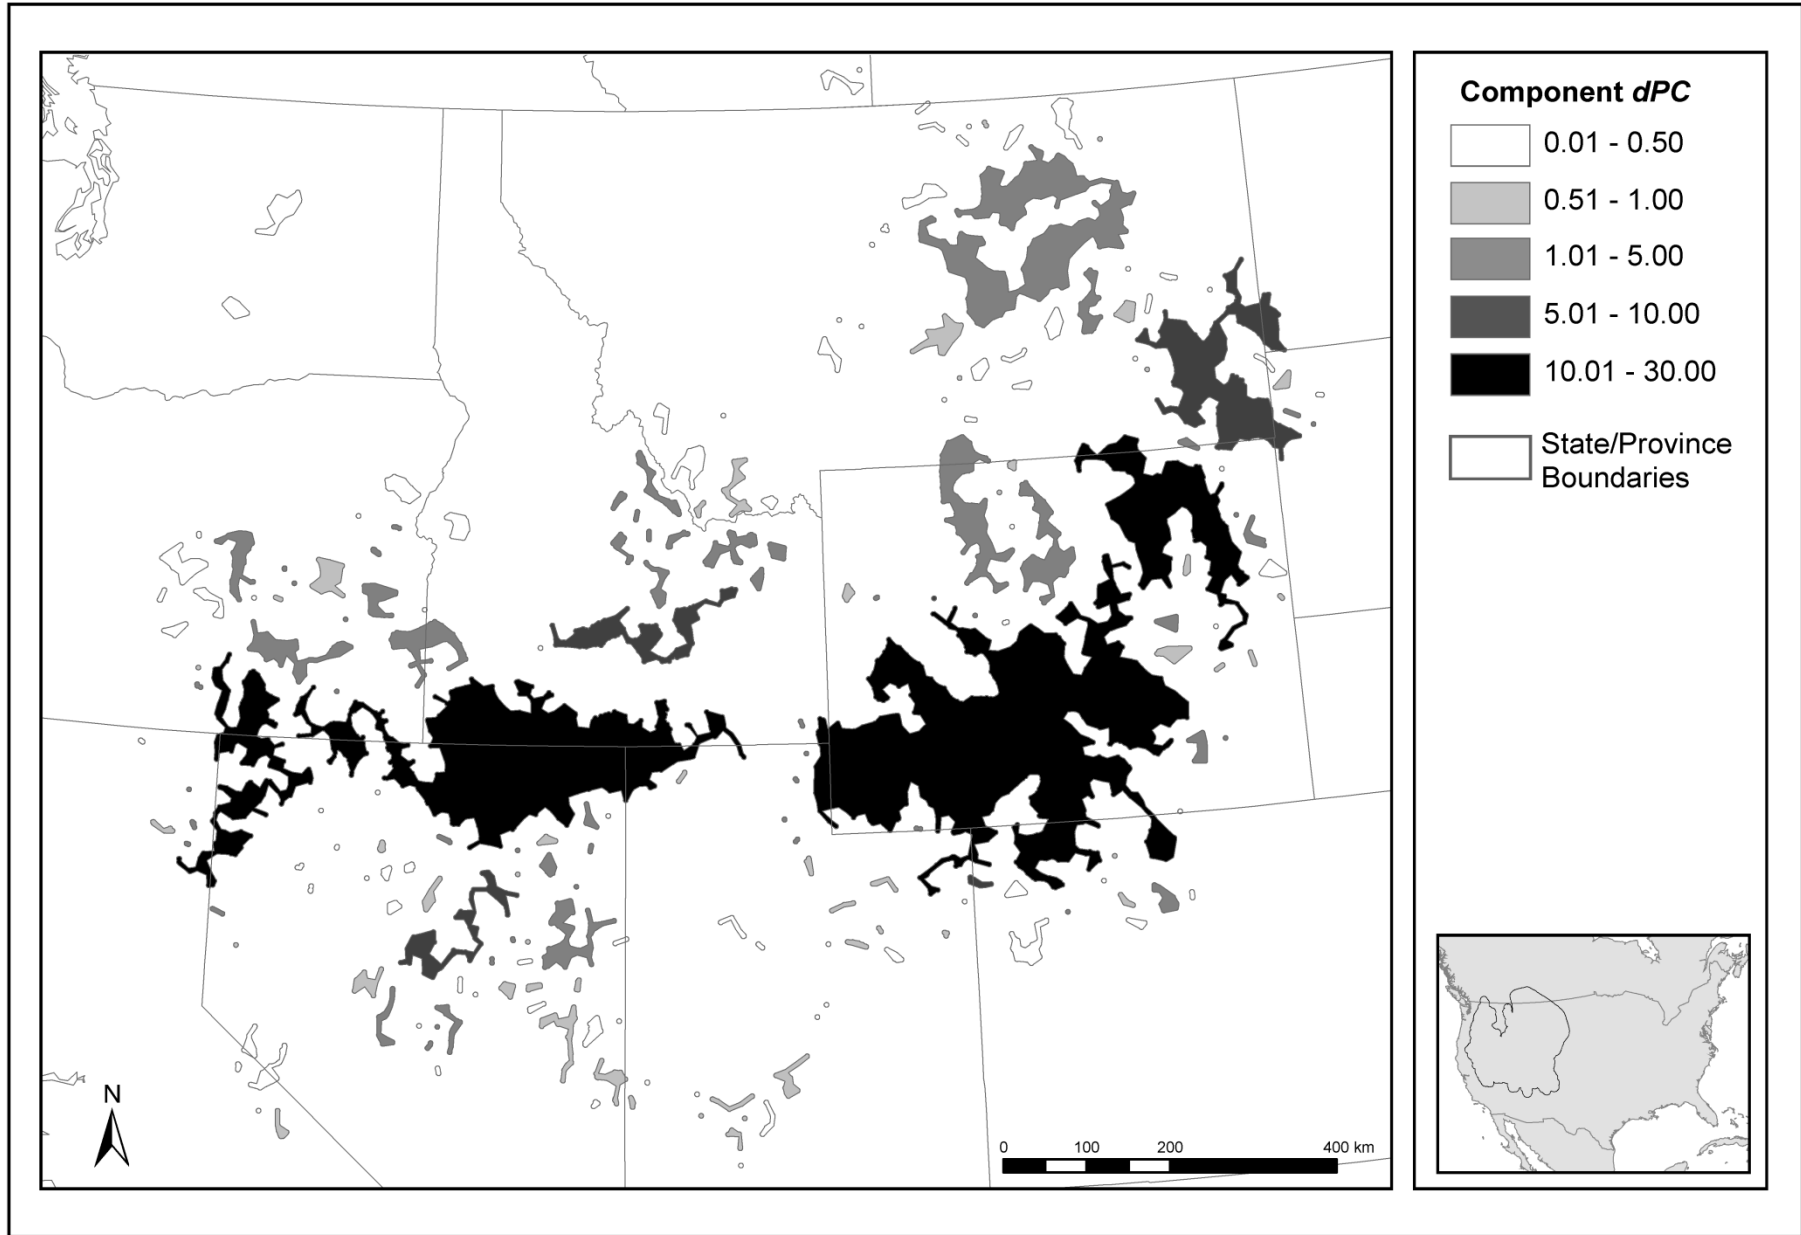 Component dPC
0.01 - 0.50
0.51 - 1.00
1.01 - 5.00
5.01 - 10.00
10.01 - 30.00
State/Province
Boundaries
N
0 100 200 400 km